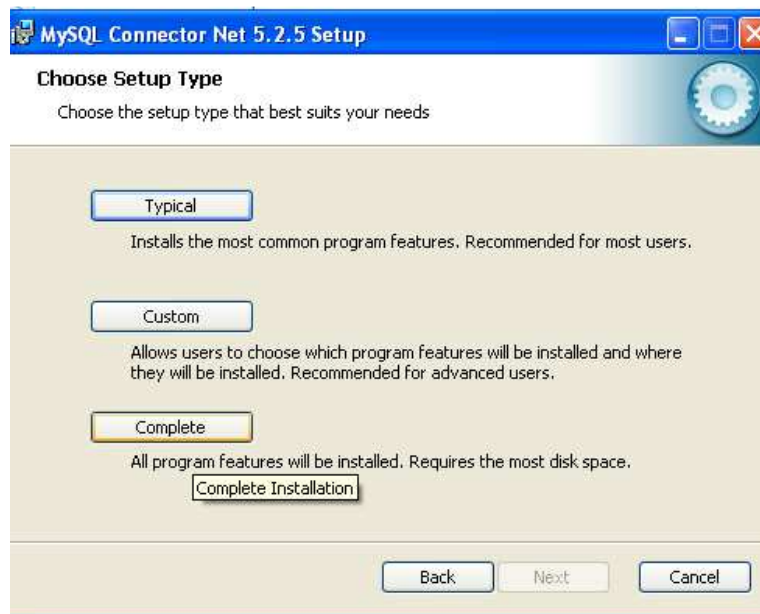 MySQL Connector Net 5.2.5 Setup
Choose Setup Type
Choose the setup type that best suits your needs
Typical
Installs the most common program features. Recommended for most users.
Custom
Allows users to choose which program features will be installed and where
they will be installed. Recommended for advanced users.
Complete
All program features will be installed. Requires the most disk space.
Complete Installation
Back Next Cancel